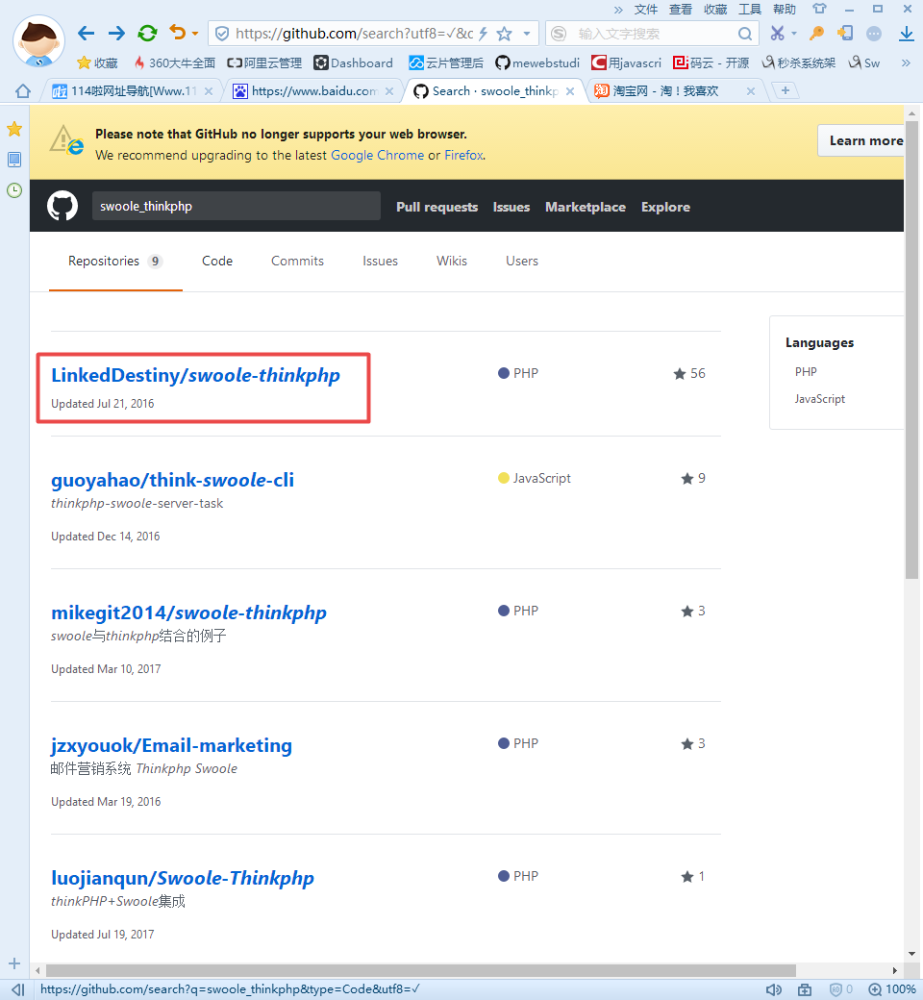 » 文件 查看 收藏 工具 帮助
https://github.com/search?utf8=✓&c
输入文字搜索
收藏 360大牛全面 阿里云管理 Dashboard 云片管理后 mewebstudi 用javascri 码云 - 开源 秒杀系统架 Sw »
114啦网址导航[Www.11 https://www.baidu.com Search · swoole_thinkp 淘宝网 - 淘！我喜欢
Please note that GitHub no longer supports your web browser.
We recommend upgrading to the latest Google Chrome or Firefox.
Learn more
swoole_thinkphp Pull requests Issues Marketplace Explore
Repositories 9 Code Commits Issues Wikis Users
Languages
PHP
JavaScript
LinkedDestiny/swoole-thinkphp PHP 56
Updated Jul 21, 2016
guoyahao/think-swoole-cli JavaScript 9
thinkphp-swoole-server-task
Updated Dec 14, 2016
mikegit2014/swoole-thinkphp PHP 3
swoole与thinkphp结合的例子
Updated Mar 10, 2017
jzxyouok/Email-marketing PHP 3
邮件营销系统 Thinkphp Swoole
Updated Mar 19, 2016
luojianqun/Swoole-Thinkphp PHP 1
thinkPHP+Swoole集成
Updated Jul 19, 2017
https://github.com/search?q=swoole_thinkphp&type=Code&utf8=✓ 0 100%